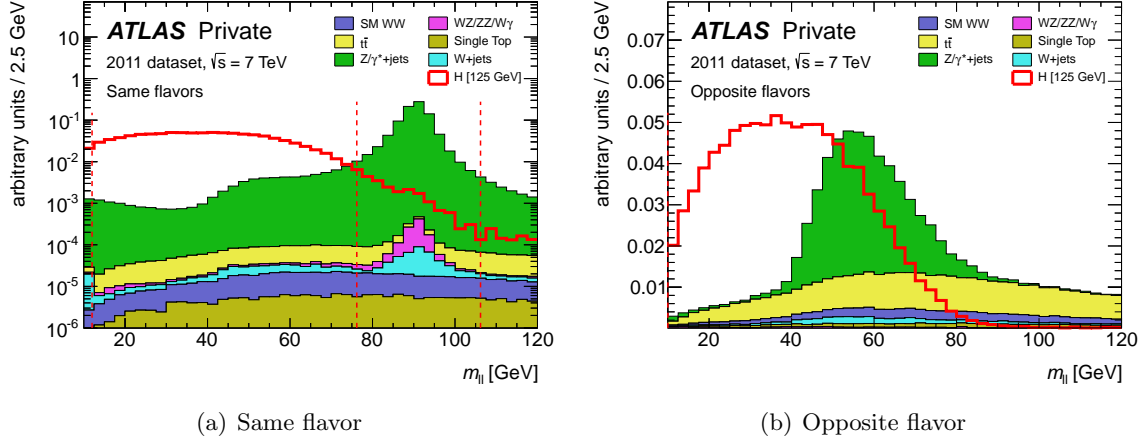 arbitrary units / 2.5 GeV
ATLAS Private
2011 dataset, √s = 7 TeV
Same flavors
SM WW
WZ/ZZ/Wγ
tt̄
Single Top
Z/γ*+jets
W+jets
H [125 GeV]
10
1
10⁻¹
10⁻²
10⁻³
10⁻⁴
10⁻⁵
10⁻⁶
20 40 60 80 100 120
m_ll [GeV]
(a) Same flavor
arbitrary units / 2.5 GeV
ATLAS Private
2011 dataset, √s = 7 TeV
Opposite flavors
SM WW
WZ/ZZ/Wγ
tt̄
Single Top
Z/γ*+jets
W+jets
H [125 GeV]
0.07
0.06
0.05
0.04
0.03
0.02
0.01
20 40 60 80 100 120
m_ll [GeV]
(b) Opposite flavor